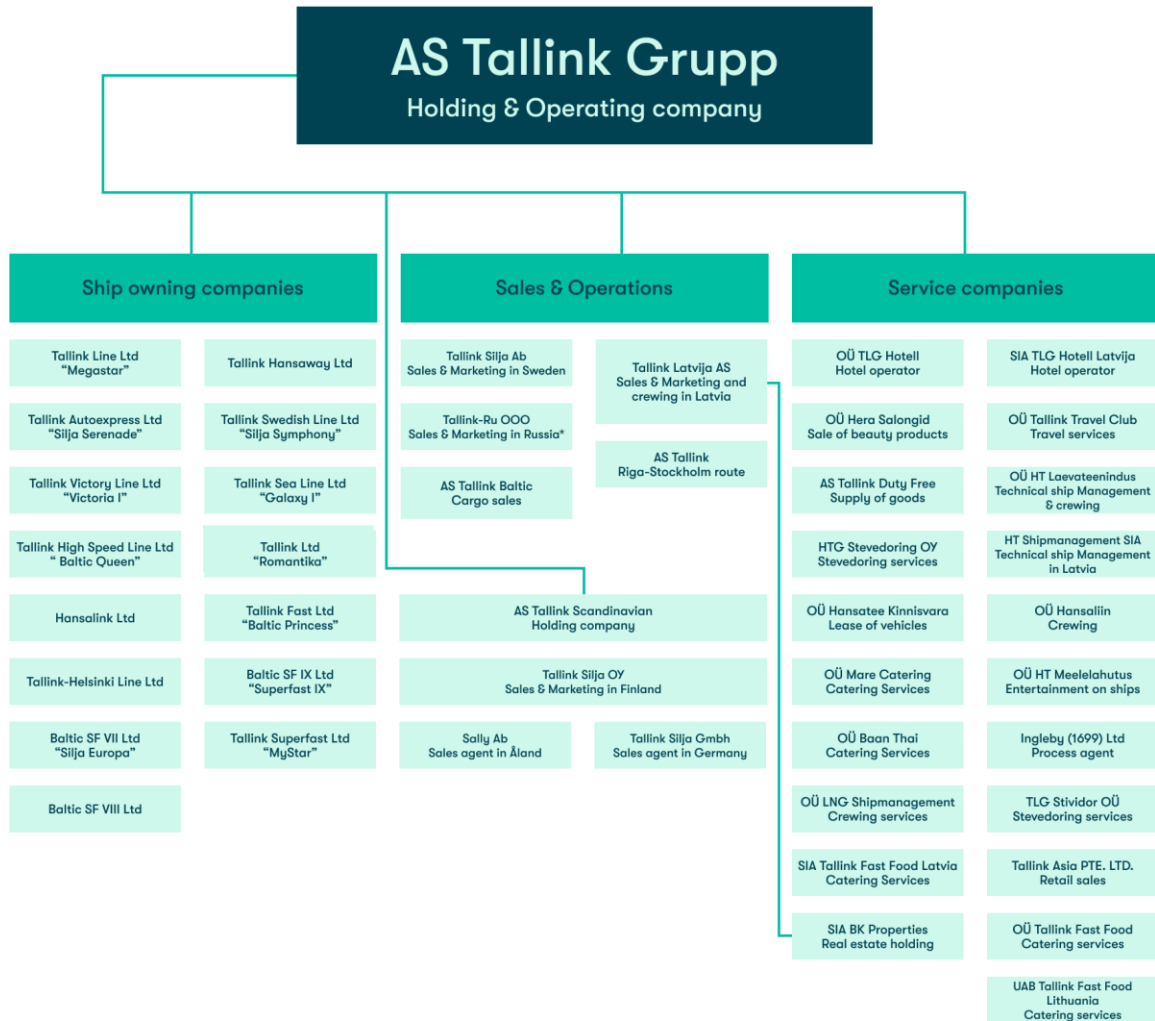 AS Tallink Grupp
Holding & Operating company
Ship owning companies
Tallink Line Ltd
“Megastar”
Tallink Hansaway Ltd
Tallink Autoexpress Ltd
“Silja Serenade”
Tallink Swedish Line Ltd
“Silja Symphony”
Tallink Victory Line Ltd
“Victoria I”
Tallink Sea Line Ltd
“Galaxy I”
Tallink High Speed Line Ltd
“ Baltic Queen”
Tallink Ltd
“Romantika”
Hansalink Ltd
Tallink Fast Ltd
“Baltic Princess”
Tallink-Helsinki Line Ltd
Baltic SF IX Ltd
“Superfast IX”
Baltic SF VII Ltd
“Silja Europa”
Tallink Superfast Ltd
“MyStar”
Baltic SF VIII Ltd
Sales & Operations
Tallink Silja Ab
Sales & Marketing in Sweden
Tallink Latvija AS
Sales & Marketing and
crewing in Latvia
Tallink-Ru OOO
Sales & Marketing in Russia*
AS Tallink
Riga-Stockholm route
AS Tallink Baltic
Cargo sales
AS Tallink Scandinavian
Holding company
Tallink Silja OY
Sales & Marketing in Finland
Sally Ab
Sales agent in Åland
Tallink Silja Gmbh
Sales agent in Germany
Service companies
OÜ TLG Hotell
Hotel operator
SIA TLG Hotell Latvija
Hotel operator
OÜ Hera Salongid
Sale of beauty products
OÜ Tallink Travel Club
Travel services
AS Tallink Duty Free
Supply of goods
OÜ HT Laevateenindus
Technical ship Management
& crewing
HTG Stevedoring OY
Stevedoring services
HT Shipmanagement SIA
Technical ship Management
in Latvia
OÜ Hansatee Kinnisvara
Lease of vehicles
OÜ Hansaliin
Crewing
OÜ Mare Catering
Catering Services
OÜ HT Meelelahutus
Entertainment on ships
OÜ Baan Thai
Catering Services
Ingleby (1699) Ltd
Process agent
OÜ LNG Shipmanagement
Crewing services
TLG Stividor OÜ
Stevedoring services
SIA Tallink Fast Food Latvia
Catering Services
Tallink Asia PTE. LTD.
Retail sales
SIA BK Properties
Real estate holding
OÜ Tallink Fast Food
Catering services
UAB Tallink Fast Food
Lithuania
Catering services